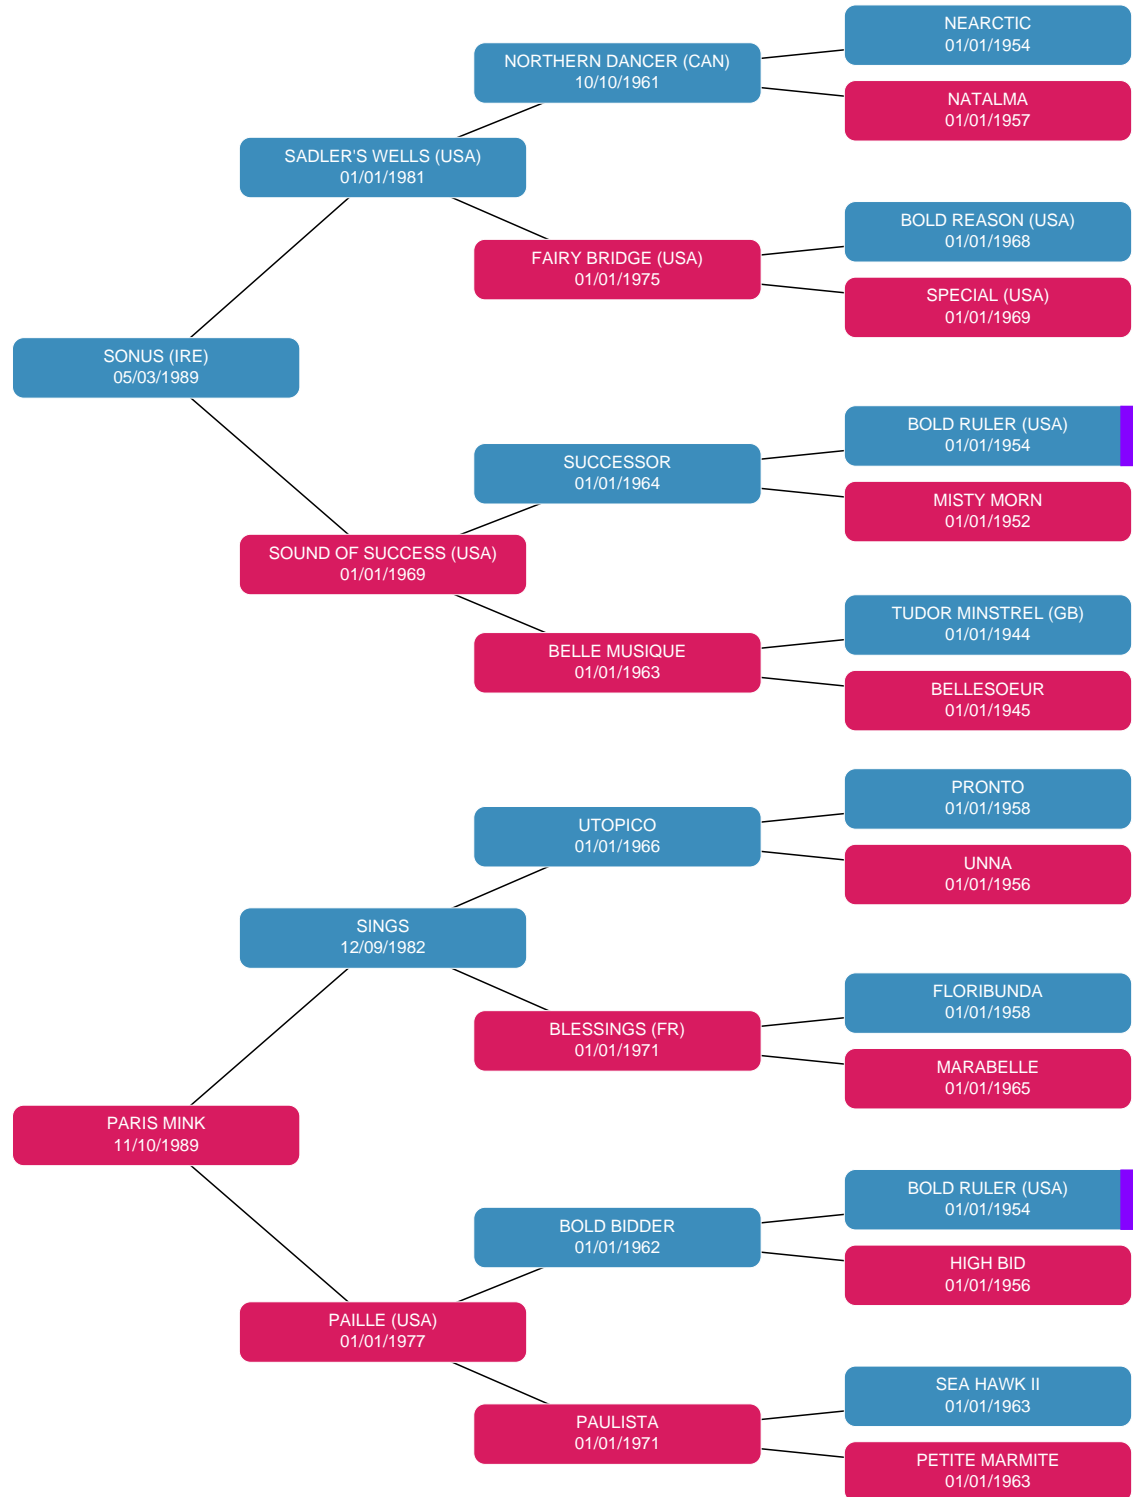 NEARCTIC
01/01/1954
NORTHERN DANCER (CAN)
10/10/1961
NATALMA
01/01/1957
SADLER'S WELLS (USA)
01/01/1981
BOLD REASON (USA)
01/01/1968
FAIRY BRIDGE (USA)
01/01/1975
SPECIAL (USA)
01/01/1969
SONUS (IRE)
05/03/1989
BOLD RULER (USA)
01/01/1954
SUCCESSOR
01/01/1964
MISTY MORN
01/01/1952
SOUND OF SUCCESS (USA)
01/01/1969
TUDOR MINSTREL (GB)
01/01/1944
BELLE MUSIQUE
01/01/1963
BELLESOEUR
01/01/1945
PRONTO
01/01/1958
UTOPICO
01/01/1966
UNNA
01/01/1956
SINGS
12/09/1982
FLORIBUNDA
01/01/1958
BLESSINGS (FR)
01/01/1971
MARABELLE
01/01/1965
PARIS MINK
11/10/1989
BOLD RULER (USA)
01/01/1954
BOLD BIDDER
01/01/1962
HIGH BID
01/01/1956
PAILLE (USA)
01/01/1977
SEA HAWK II
01/01/1963
PAULISTA
01/01/1971
PETITE MARMITE
01/01/1963